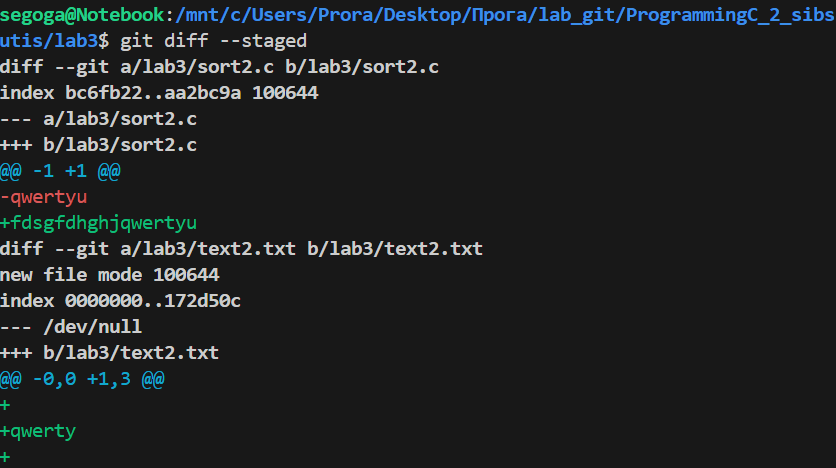 segoga@Notebook:/mnt/c/Users/Prora/Desktop/Прога/lab_git/ProgrammingC_2_sibs
utis/lab3$ git diff --staged
diff --git a/lab3/sort2.c b/lab3/sort2.c
index bc6fb22..aa2bc9a 100644
--- a/lab3/sort2.c
+++ b/lab3/sort2.c
@@ -1 +1 @@
-qwertyu
+fdsgfdhghjqwertyu
diff --git a/lab3/text2.txt b/lab3/text2.txt
new file mode 100644
index 0000000..172d50c
--- /dev/null
+++ b/lab3/text2.txt
@@ -0,0 +1,3 @@
+
+qwerty
+